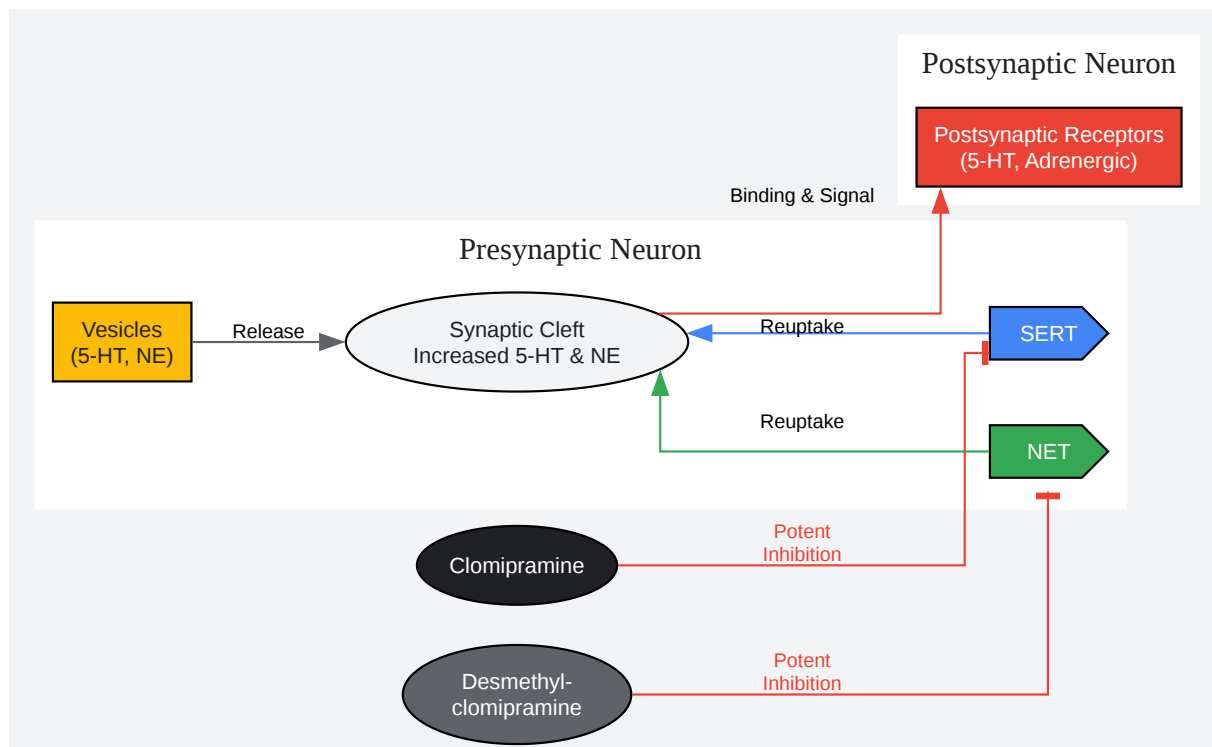 Postsynaptic Neuron
Postsynaptic Receptors
(5-HT, Adrenergic)
Binding & Signal
Presynaptic Neuron
Vesicles
(5-HT, NE)
Release
Synaptic Cleft
Increased 5-HT & NE
Reuptake
SERT
Reuptake
NET
Clomipramine
Potent
Inhibition
Desmethyl-
clomipramine
Potent
Inhibition